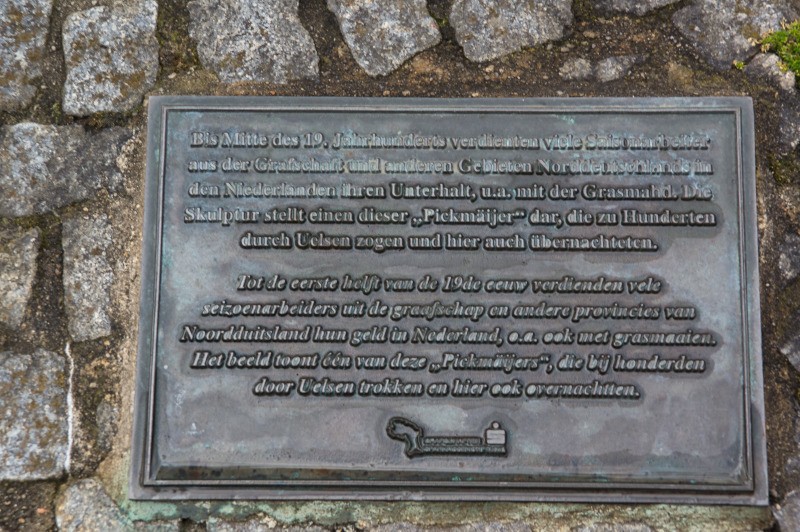 Bis Mitte des 19. Jahrhunderts verdienten viele Saisonarbeiter
aus der Grafschaft und anderen Gebieten Norddeutschlands in
den Niederlanden ihren Unterhalt, u.a. mit der Grasmahd. Die
Skulptur stellt einen dieser „Pickmäijer“ dar, die zu Hunderten
durch Uelsen zogen und hier auch übernachteten.
Tot de eerste helft van de 19de eeuw verdienden vele
seizoenarbeiders uit de graafschap en andere provincies van
Noordduitsland hun geld in Nederland, o.a. ook met grasmaaien.
Het beeld toont één van deze „Pickmäijers“, die bij honderden
door Uelsen trokken en hier ook overnachtten.